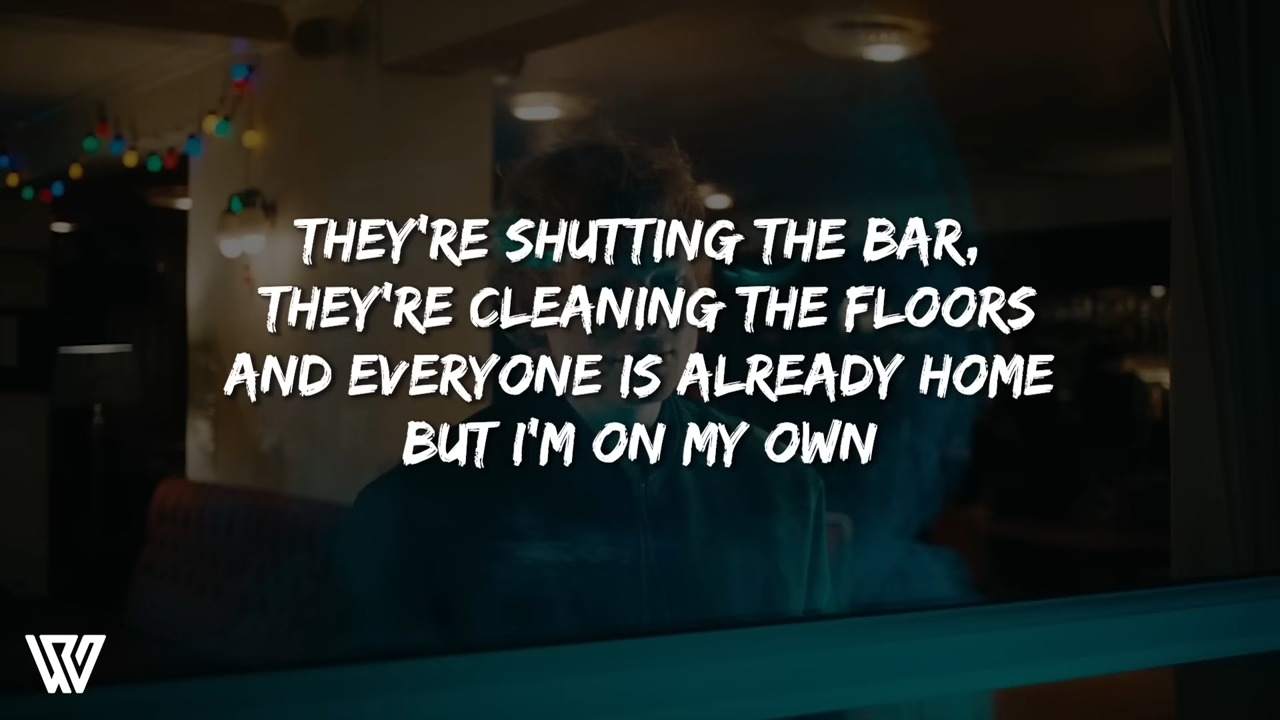 THEY'RE SHUTTING THE BAR,
THEY'RE CLEANING THE FLOORS
AND EVERYONE IS ALREADY HOME
BUT I'M ON MY OWN